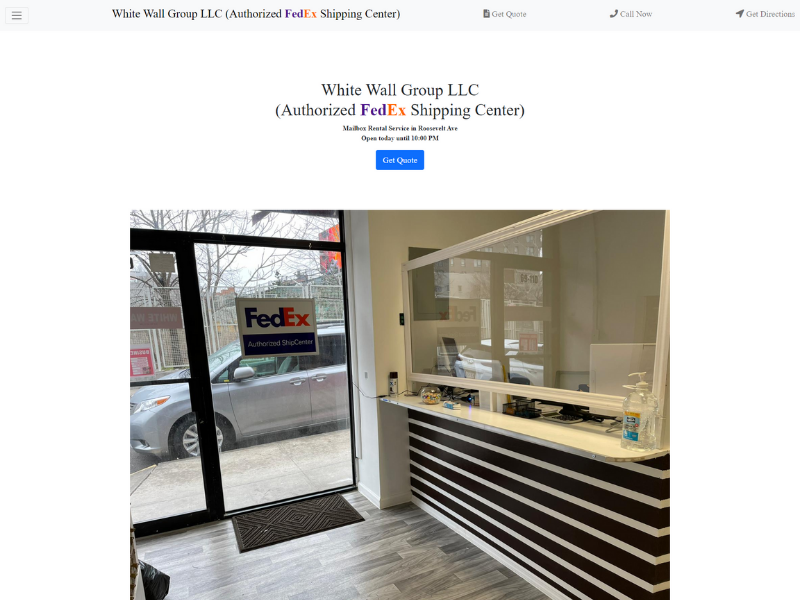 White Wall Group LLC (Authorized FedEx Shipping Center)
Get Quote
Call Now
Get Directions
White Wall Group LLC
(Authorized FedEx Shipping Center)
Mailbox Rental Service in Roosevelt Ave
Open today until 10:00 PM
Get Quote
FedEx
Authorized ShipCenter